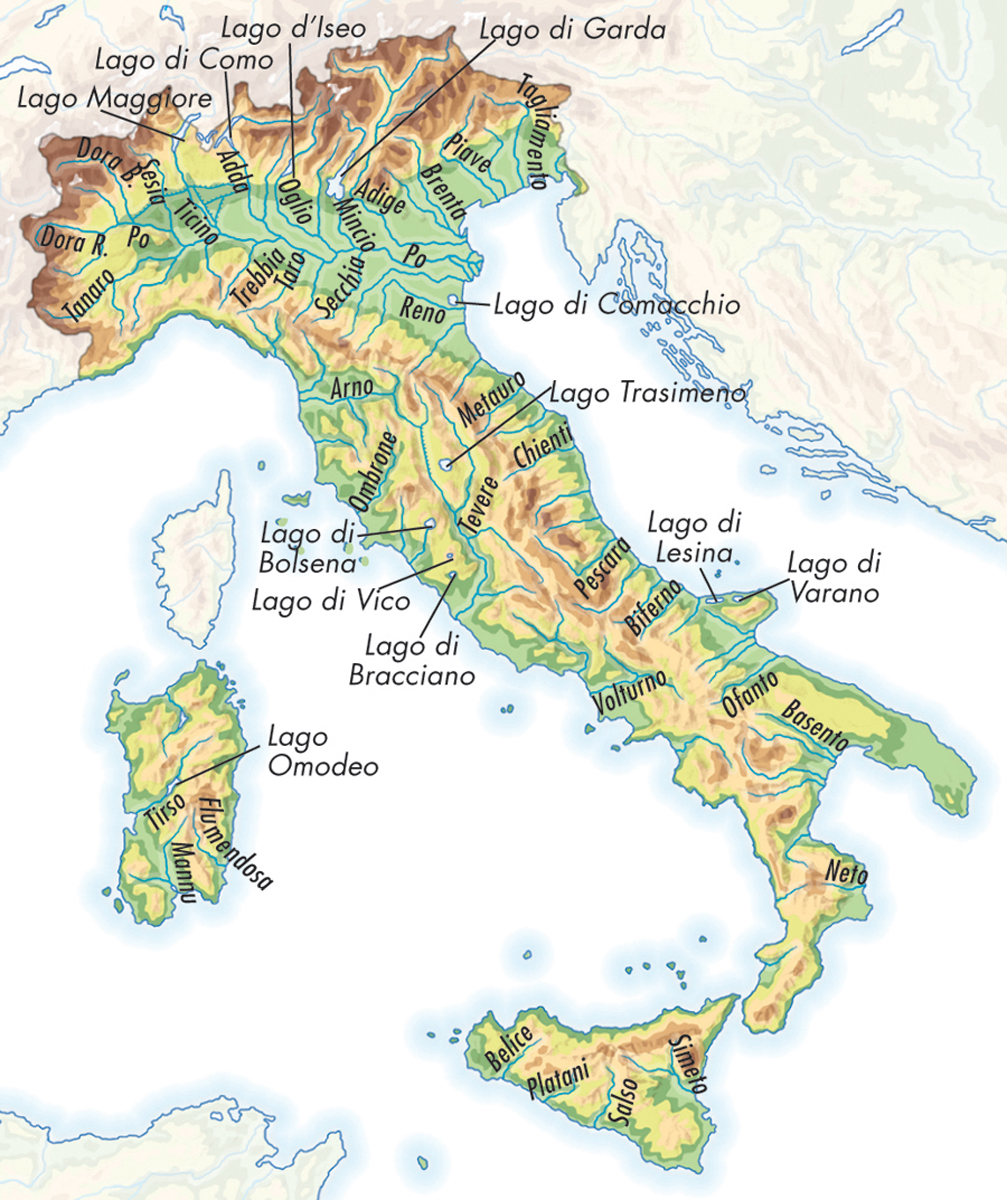 Lago d'Iseo
Lago di Garda
Lago di Como
Lago Maggiore
Tagliamento
Dora B.
Sesia
Adda
Piave
Oglio
Adige
Brenta
Ticino
Mincio
Dora R.
Po
Po
Trebbia
Taro
Secchia
Tanaro
Reno
Lago di Comacchio
Arno
Metauro
Lago Trasimeno
Chienti
Ombrone
Tevere
Lago di
Bolsena
Lago di
Lesina
Lago di
Varano
Pescara
Lago di Vico
Biferno
Lago di
Bracciano
Volturno
Ofanto
Basento
Lago
Omodeo
Tirso
Flumendosa
Mannu
Neto
Belice
Platani
Salso
Simeto